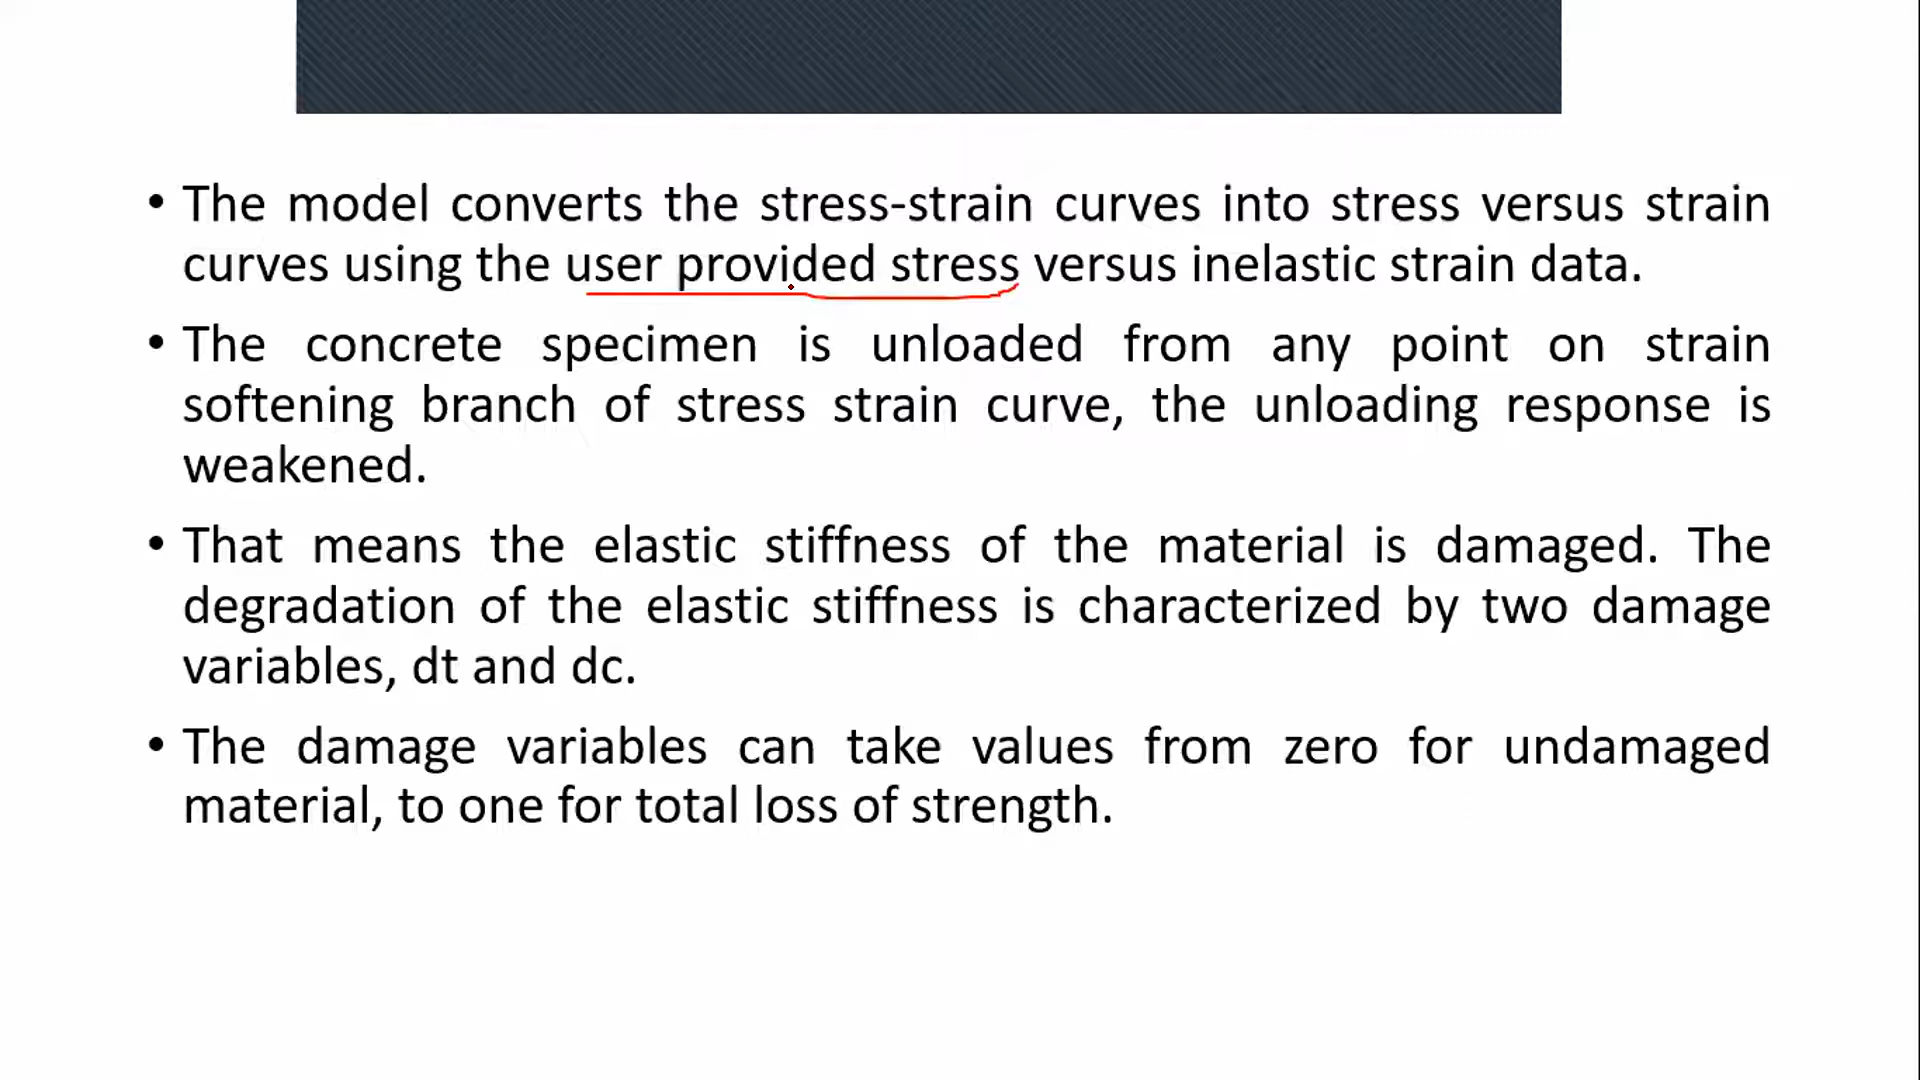 • The model converts the stress-strain curves into stress versus strain
curves using the user provided stress versus inelastic strain data.
• The concrete specimen is unloaded from any point on strain
softening branch of stress strain curve, the unloading response is
weakened.
• That means the elastic stiffness of the material is damaged. The
degradation of the elastic stiffness is characterized by two damage
variables, dt and dc.
• The damage variables can take values from zero for undamaged
material, to one for total loss of strength.